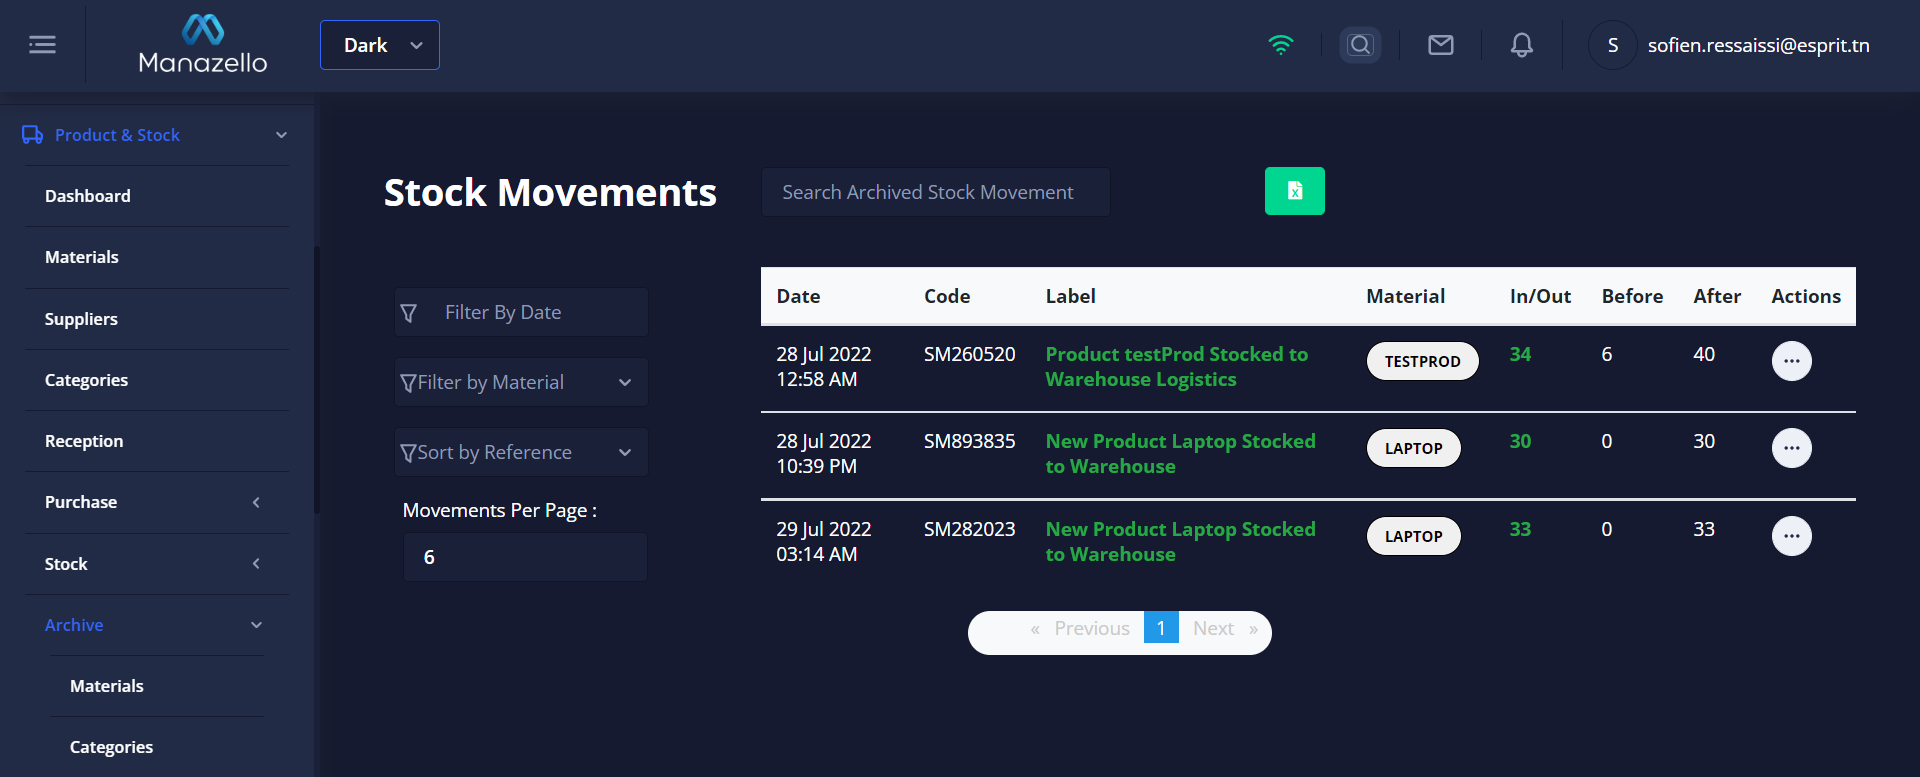 Manazello
Dark
S
sofien.ressaissi@esprit.tn
Product & Stock
Dashboard
Materials
Suppliers
Categories
Reception
Purchase
Stock
Archive
Materials
Categories
Stock Movements
Search Archived Stock Movement
X
Filter By Date
Filter by Material
Sort by Reference
Movements Per Page :
6
Date Code Label Material In/Out Before After Actions
28 Jul 2022 SM260520 Product testProd Stocked to TESTPROD 34 6 40 ...
12:58 AM Warehouse Logistics
28 Jul 2022 SM893835 New Product Laptop Stocked LAPTOP 30 0 30 ...
10:39 PM to Warehouse
29 Jul 2022 SM282023 New Product Laptop Stocked LAPTOP 33 0 33 ...
03:14 AM to Warehouse
« Previous 1 Next »